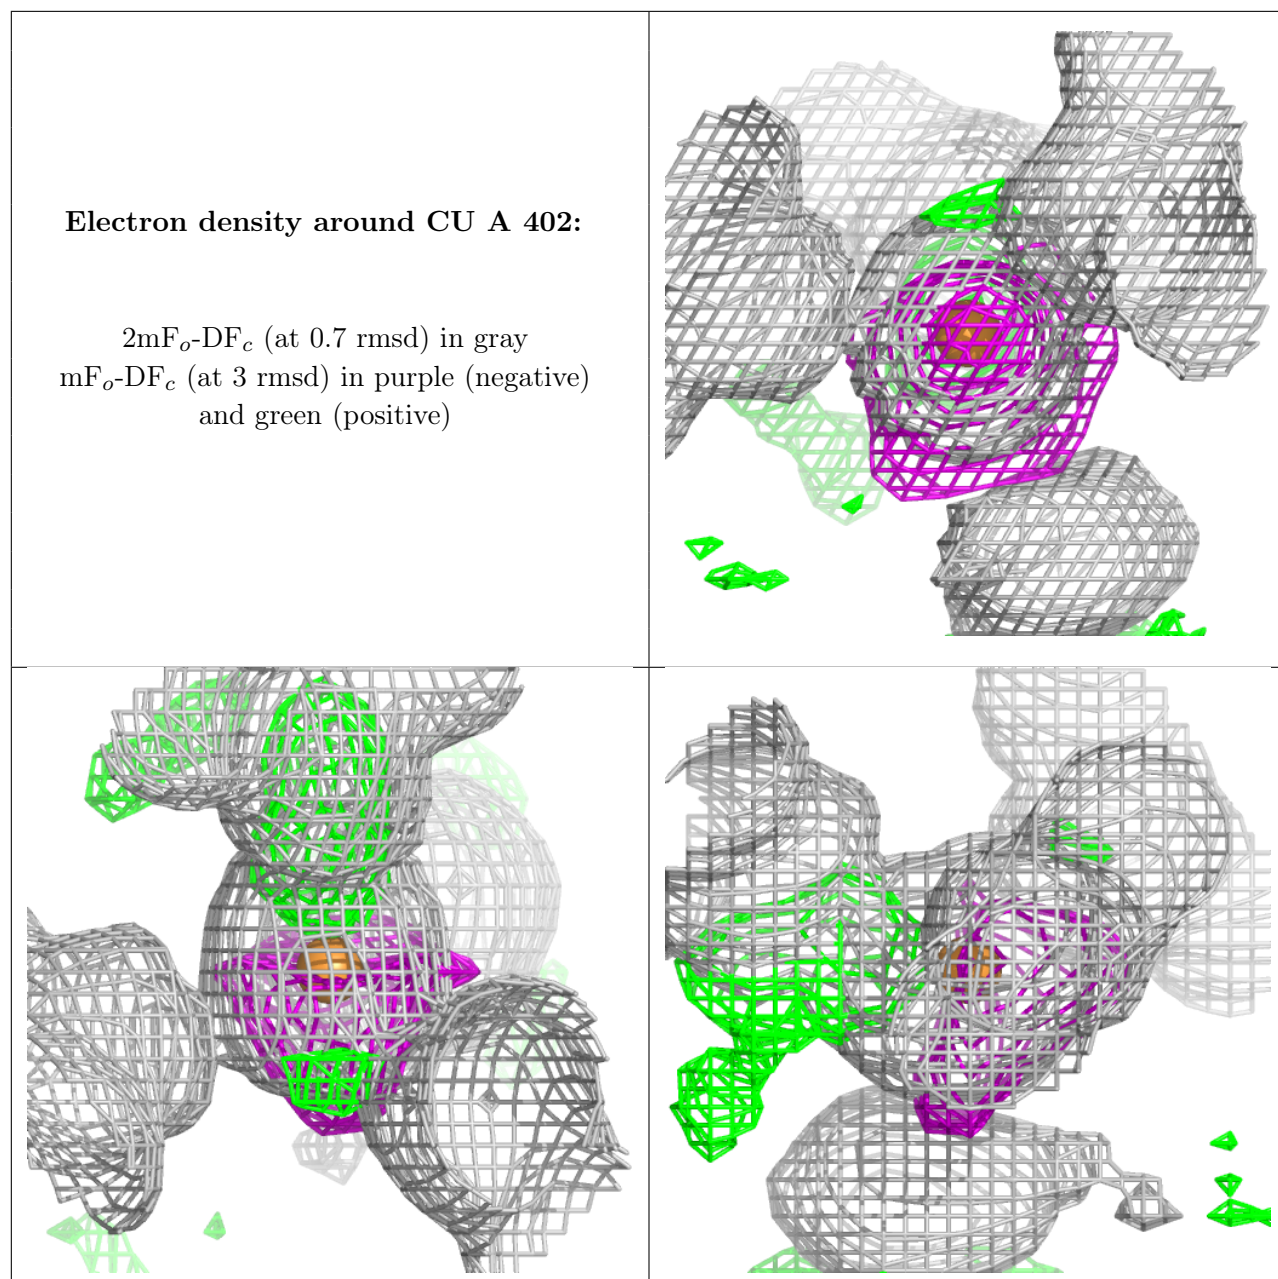 Electron density around CU A 402:
2mFo-DFc (at 0.7 rmsd) in gray
mFo-DFc (at 3 rmsd) in purple (negative)
and green (positive)